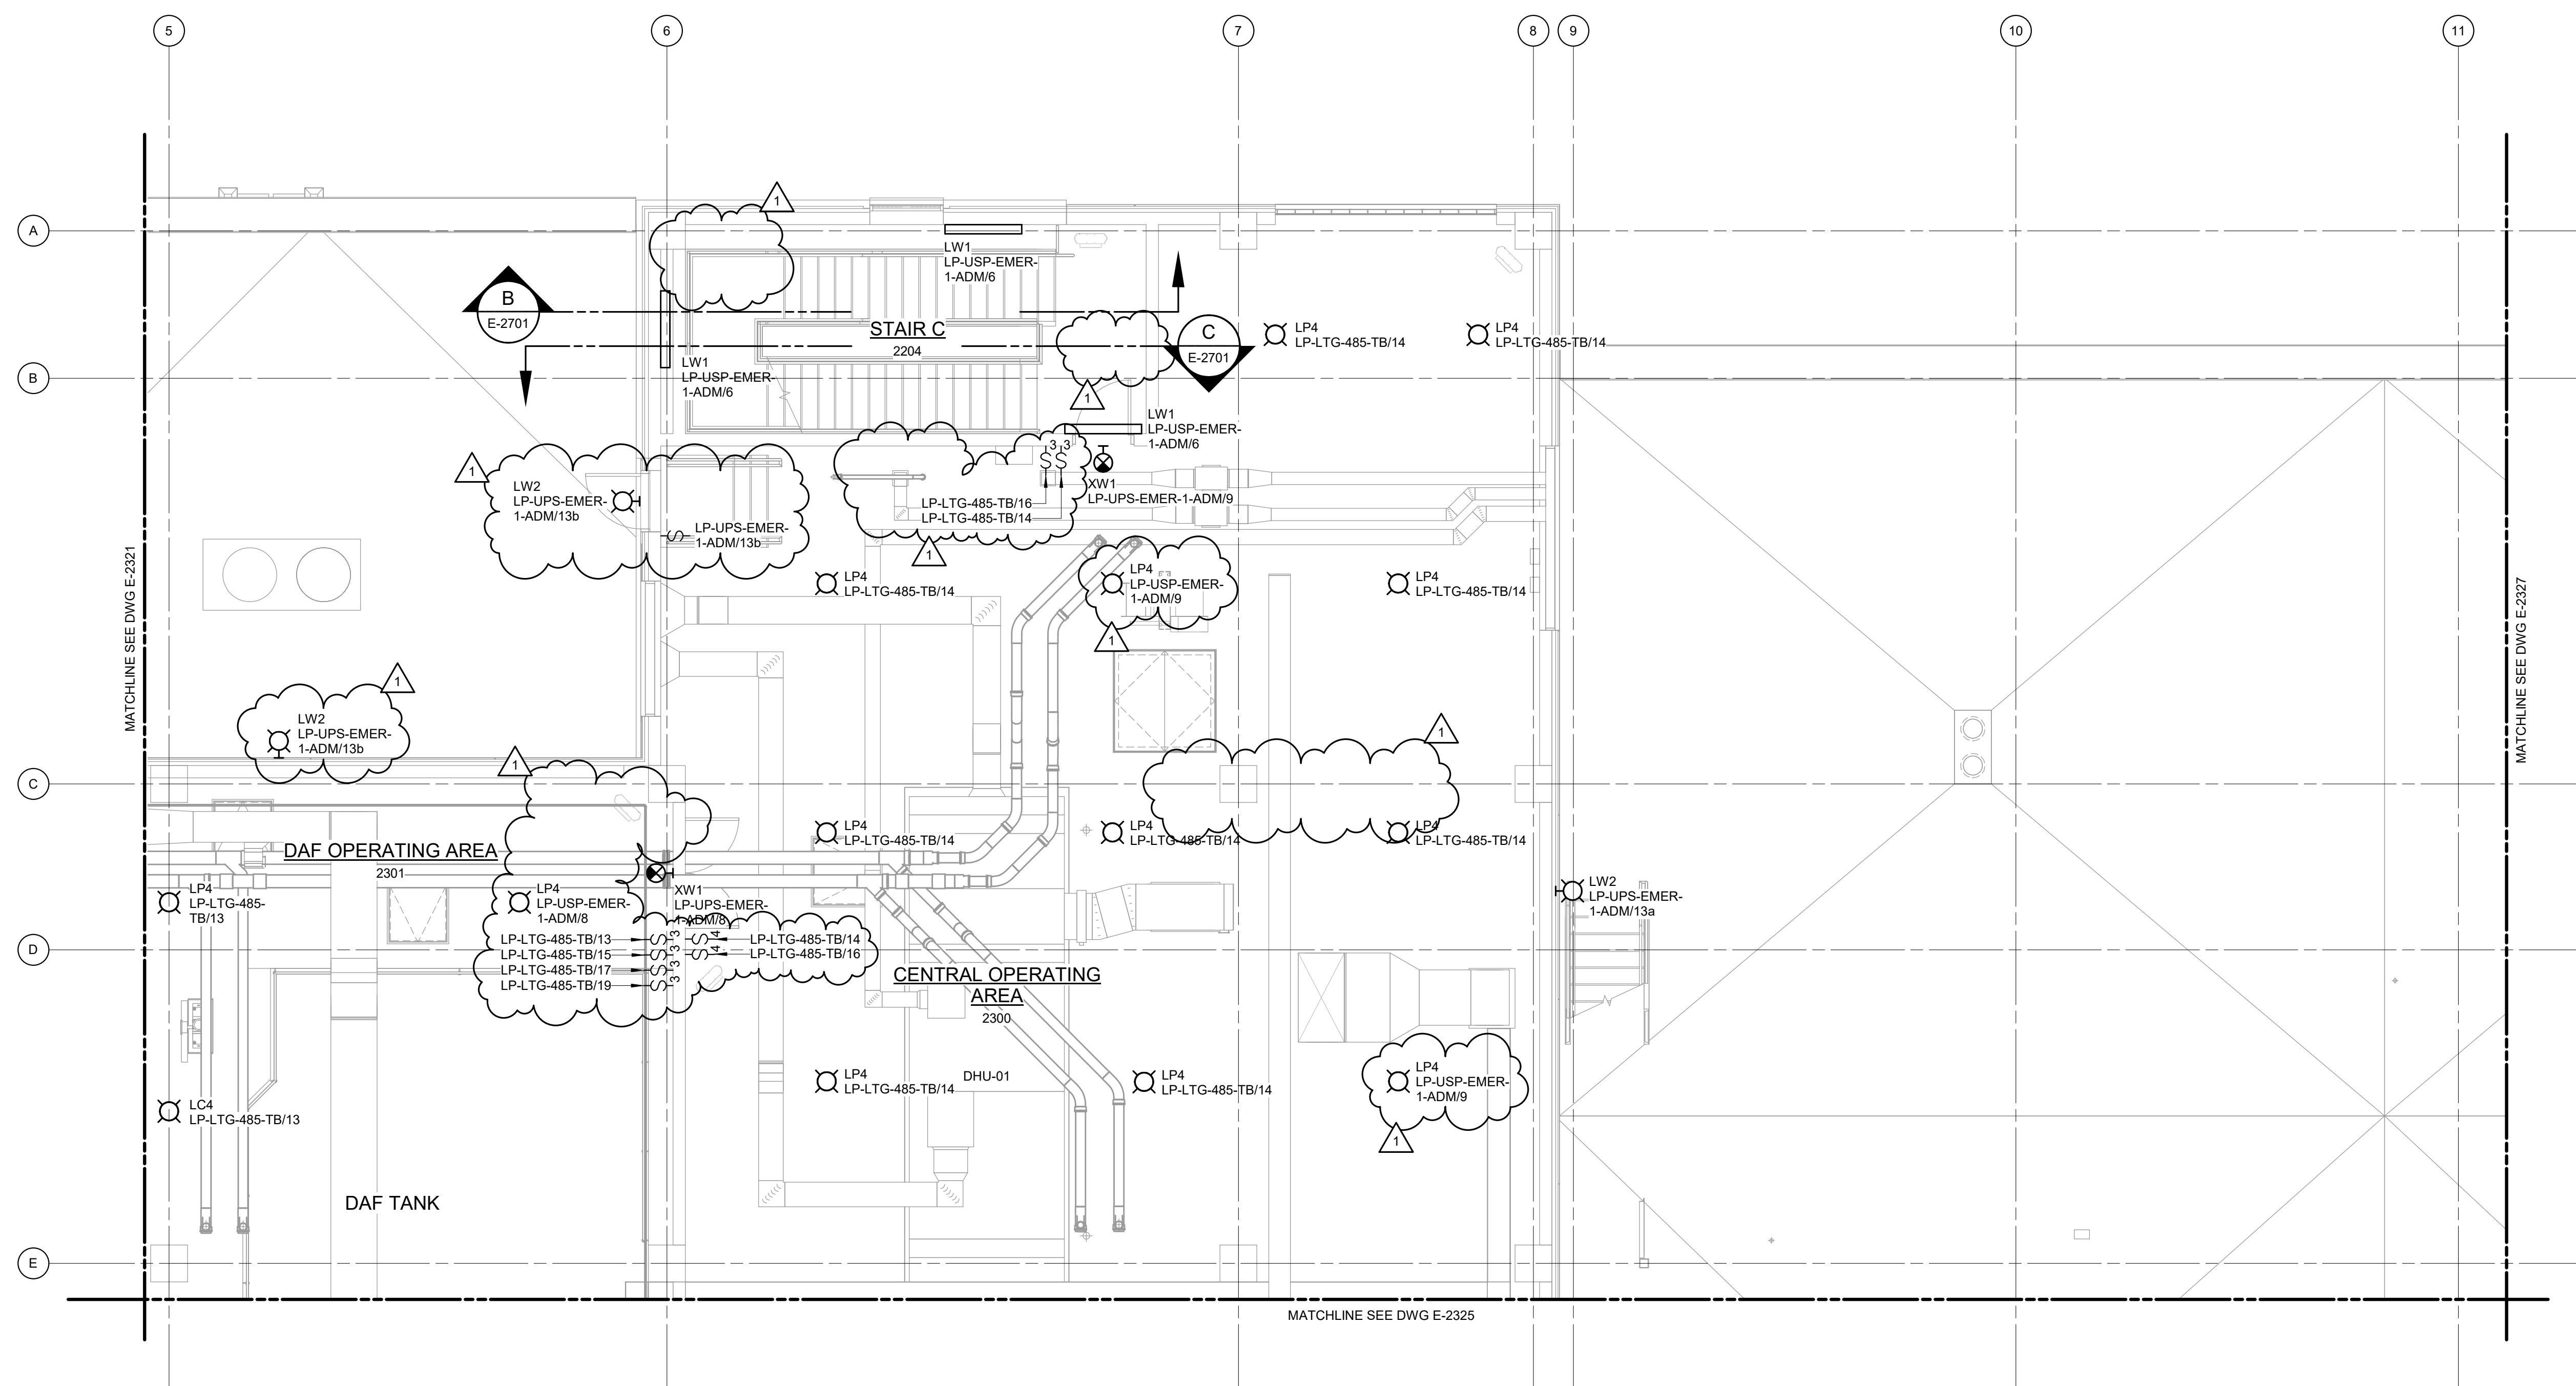 5
6
7
8
9
10
11
A
B
C
D
E
1
LW1
LP-USP-EMER-
1-ADM/6
B
E-2701
STAIR C
2204
C
E-2701
LP4
LP-LTG-485-TB/14
LP4
LP-LTG-485-TB/14
LW1
LP-USP-EMER-
1-ADM/6
1
LW1
LP-USP-EMER-
1-ADM/6
3
3
S
S
1
LW2
LP-UPS-EMER-
1-ADM/13b
S
LP-UPS-EMER-
1-ADM/13b
LP-LTG-485-TB/16
LP-LTG-485-TB/14
XW1
LP-UPS-EMER-1-ADM/9
1
LP4
LP-LTG-485-TB/14
LP4
LP-USP-EMER-
1-ADM/9
1
LP4
LP-LTG-485-TB/14
MATCHLINE SEE DWG E-2321
MATCHLINE SEE DWG E-2327
1
LW2
LP-UPS-EMER-
1-ADM/13b
1
1
LP4
LP-LTG-485-TB/14
LP4
LP-LTG-485-TB/14
LP4
LP-LTG-485-TB/14
DAF OPERATING AREA
2301
LP4
LP-LTG-485-
TB/13
LP4
LP-USP-EMER-
1-ADM/8
XW1
LP-UPS-EMER-
1-ADM/8
LW2
LP-UPS-EMER-
1-ADM/13a
LP-LTG-485-TB/13
S
3
S
4
LP-LTG-485-TB/14
LP-LTG-485-TB/15
S
3
S
4
LP-LTG-485-TB/16
LP-LTG-485-TB/17
S
3
LP-LTG-485-TB/19
S
3
CENTRAL OPERATING
AREA
2300
LP4
LP-LTG-485-TB/14
DHU-01
LP4
LP-LTG-485-TB/14
LP4
LP-USP-EMER-
1-ADM/9
1
LC4
LP-LTG-485-TB/13
DAF TANK
MATCHLINE SEE DWG E-2325